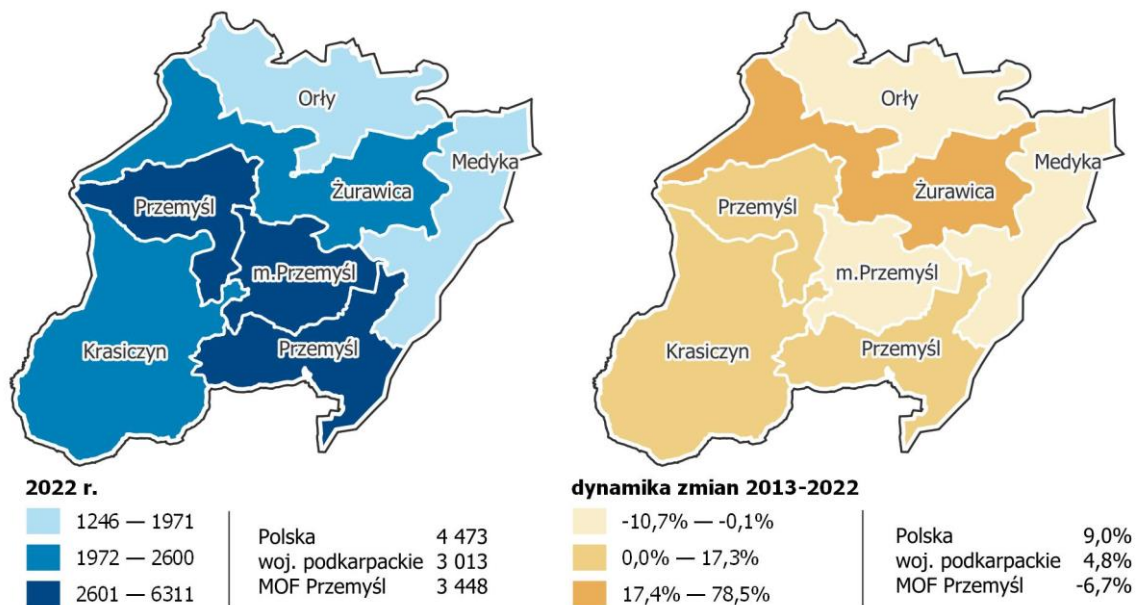 Orły
Medyka
Żurawica
Przemyśl
m.Przemyśl
Krasiczyn
Przemyśl
2022 r.
1246 — 1971
1972 — 2600
2601 — 6311
Polska 4 473
woj. podkarpackie 3 013
MOF Przemyśl 3 448
Orły
Medyka
Żurawica
Przemyśl
m.Przemyśl
Krasiczyn
Przemyśl
dynamika zmian 2013-2022
-10,7% — -0,1%
0,0% — 17,3%
17,4% — 78,5%
Polska 9,0%
woj. podkarpackie 4,8%
MOF Przemyśl -6,7%